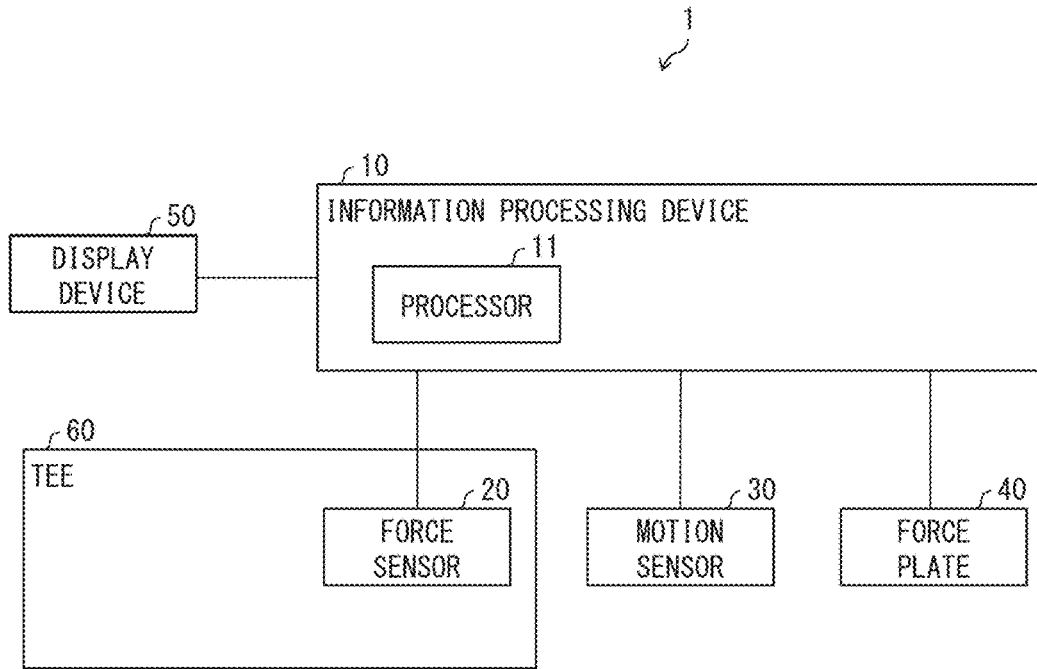 1
10
INFORMATION PROCESSING DEVICE
50
DISPLAY
DEVICE
11
PROCESSOR
60
TEE
20
FORCE
SENSOR
30
MOTION
SENSOR
40
FORCE
PLATE